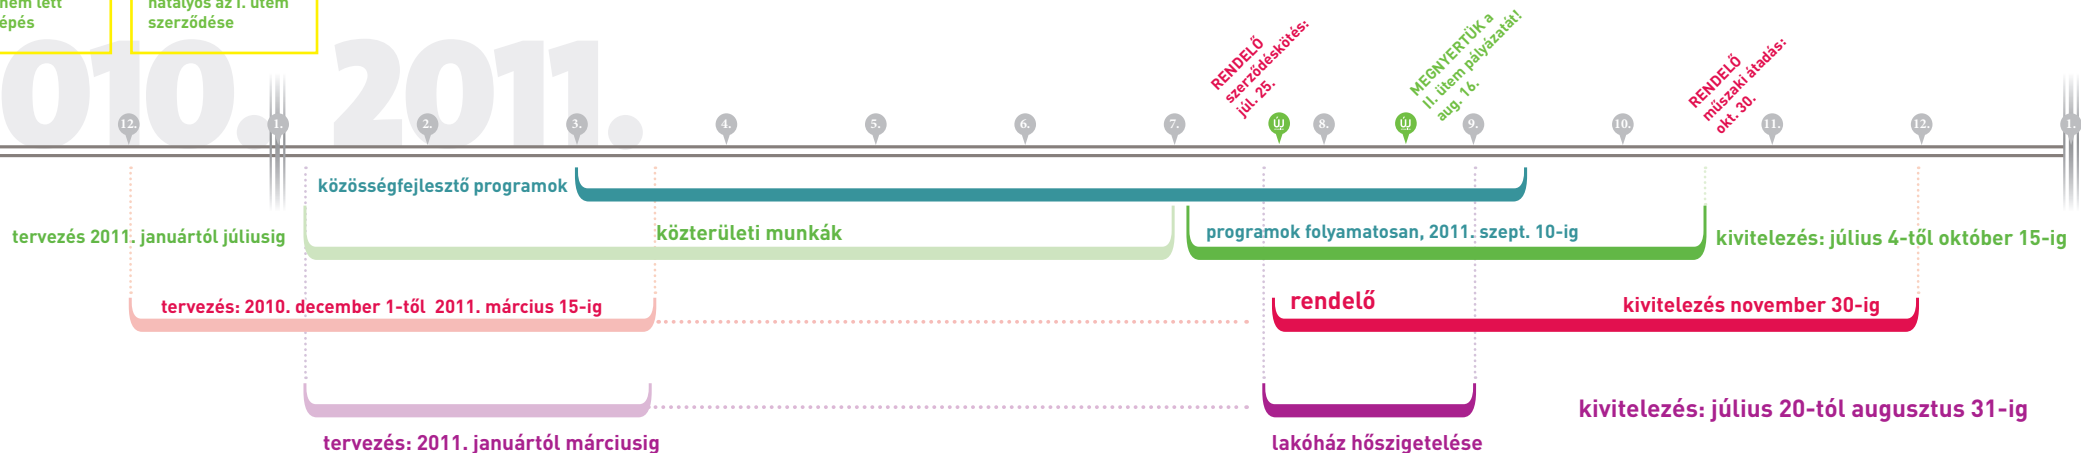 nem lett
épés
hatályos az I. ütem
szerződése
010. 2011.
RENDELŐ
szerződéskötés:
júl. 25.
MEGNYERTÜK a
II. ütem pályázatát!
aug. 16.
RENDELŐ
műszaki átadás:
okt. 30.
12. 1. 2. 3. 4. 5. 6. 7. ÚJ 8. ÚJ 9. 10. 11. 12. 1.
közösségfejlesztő programok
tervezés 2011. januártól júliusig
közterületi munkák
programok folyamatosan, 2011. szept. 10-ig
kivitelezés: július 4-től október 15-ig
tervezés: 2010. december 1-től 2011. március 15-ig
rendelő
kivitelezés november 30-ig
kivitelezés: július 20-tól augusztus 31-ig
tervezés: 2011. januártól márciusig
lakóház hőszigetelése